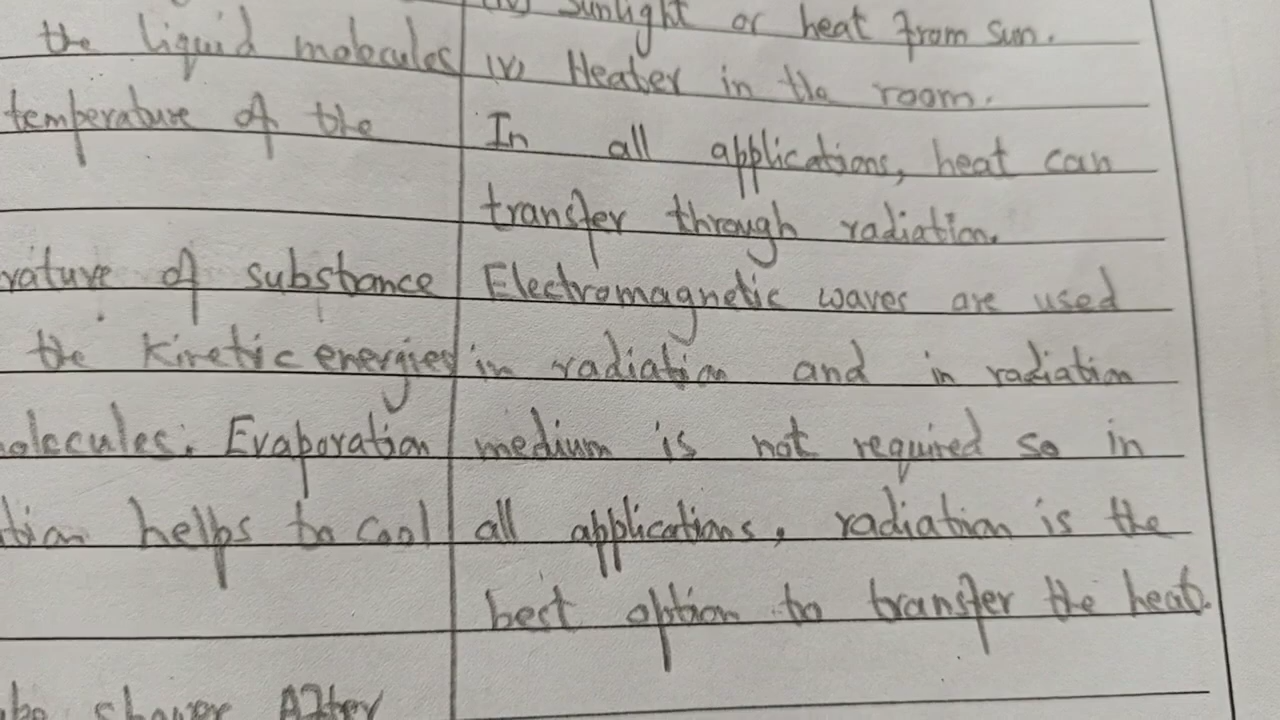 the liquid molecules
temperature of the
rature of substance
the kinetic energies
olecules. Evaporation
tion helps to cool
shower After
(iv) Sunlight or heat from sun.
(v) Heater in the room.
In all applications, heat can
transfer through radiation.
Electromagnetic waves are used
in radiation and in radiation
medium is not required so in
all applications, radiation is the
best option to transfer the heat.